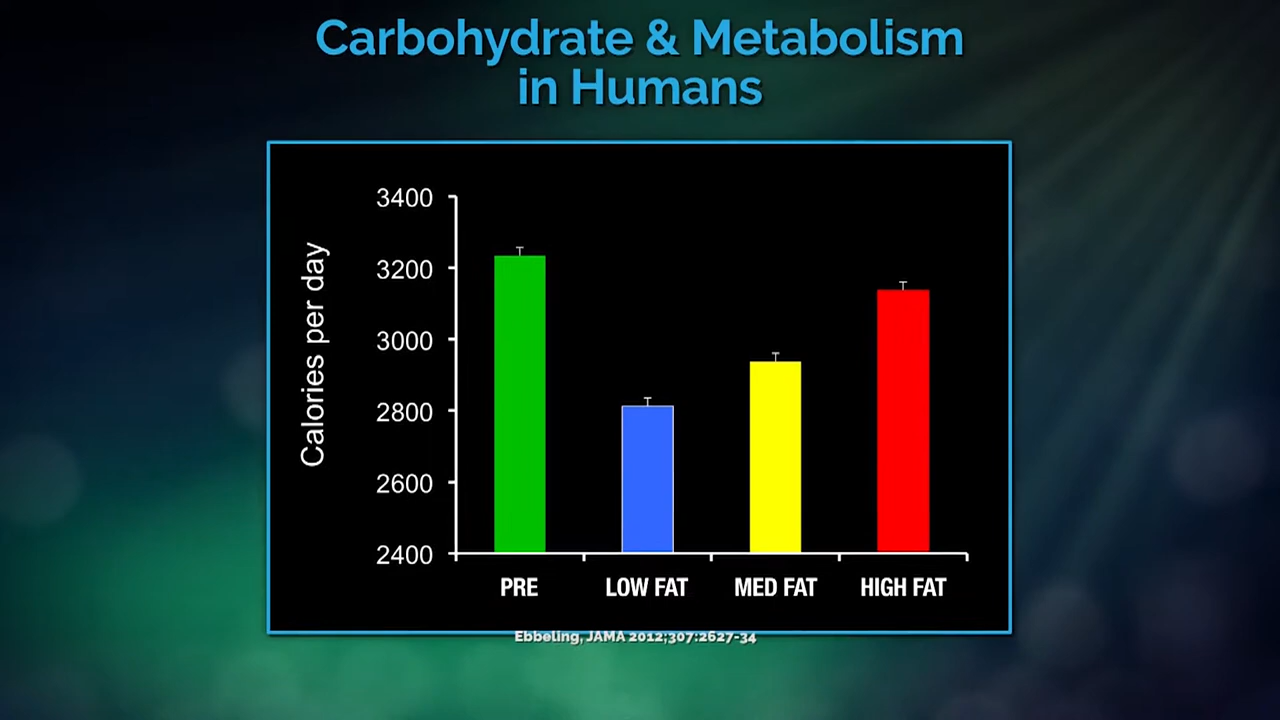 Carbohydrate & Metabolism
in Humans
Calories per day
3400
3200
3000
2800
2600
2400
PRE LOW FAT MED FAT HIGH FAT
Ebbeling, JAMA 2012;307:2627-34